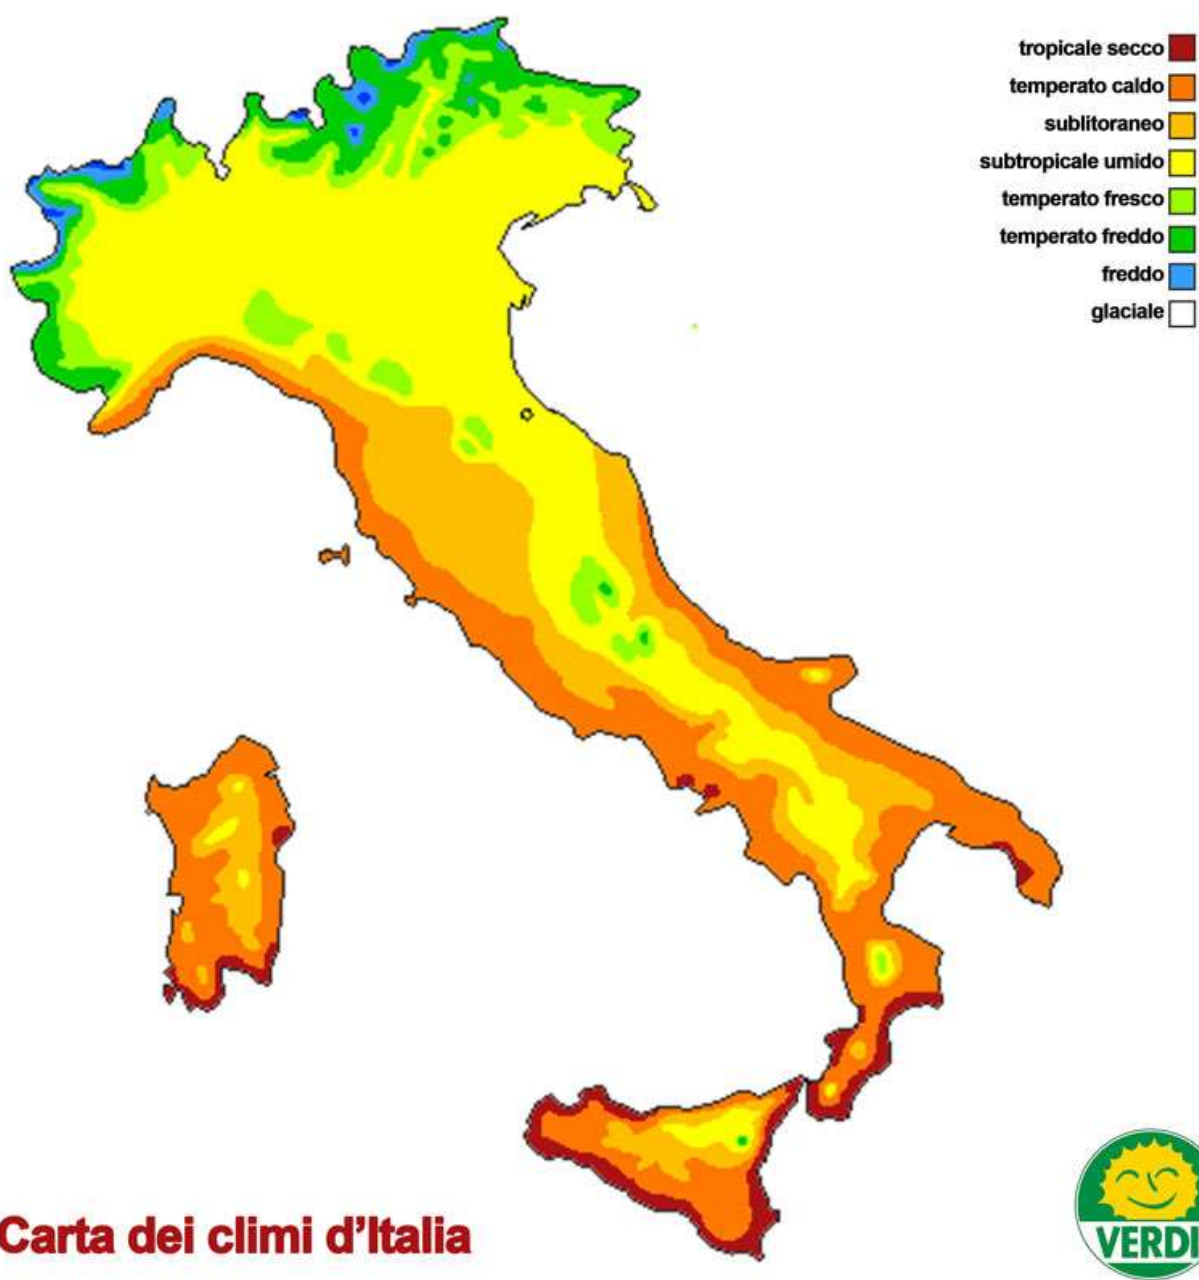 tropicale secco
temperato caldo
sublitoraneo
subtropicale umido
temperato fresco
temperato freddo
freddo
glaciale
Carta dei climi d'Italia
VERDI